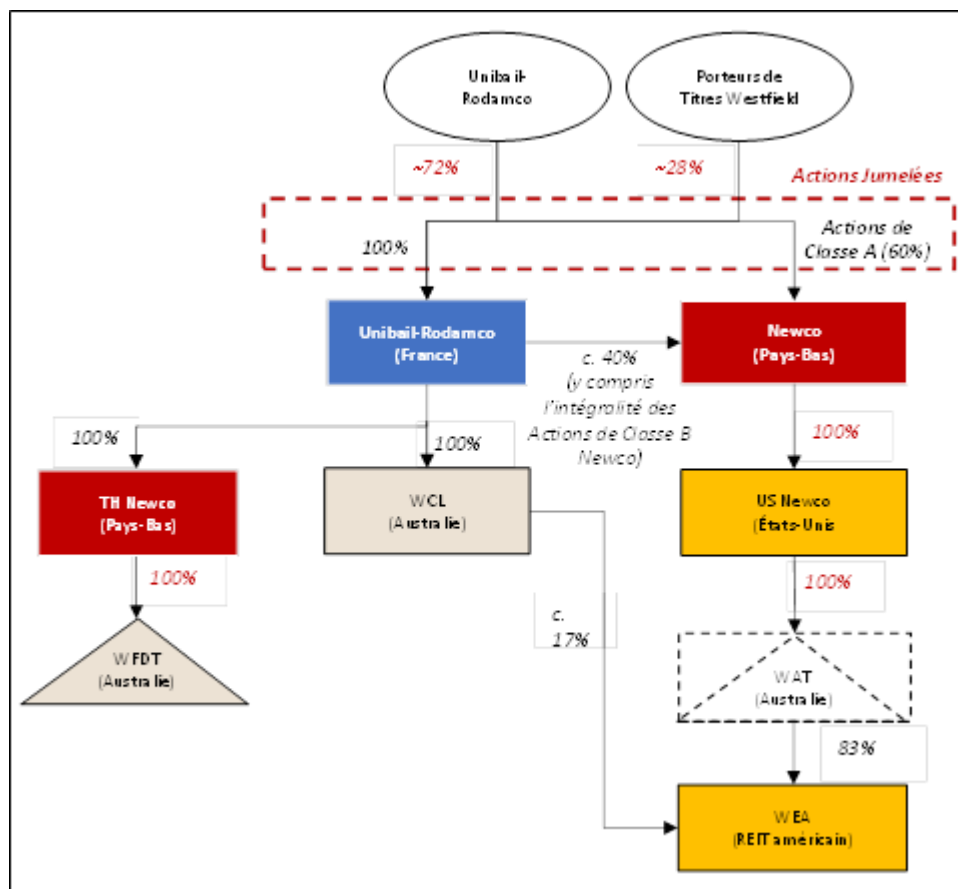 Unibail-
Rodamco
Porteurs de
Titres Westfield
~72%
~28%
Actions Jumelées
100%
Actions de
Classe A (60%)
Unibail-Rodamco
(France)
Newco
(Pays-Bas)
c. 40%
(y compris
l'intégralité des
Actions de Classe B
Newco)
100%
100%
100%
TH Newco
(Pays-Bas)
WCL
(Australie)
US Newco
(États-Unis
100%
100%
c.
17%
WFDT
(Australie)
WAT
(Australie)
83%
WEA
(REIT américain)